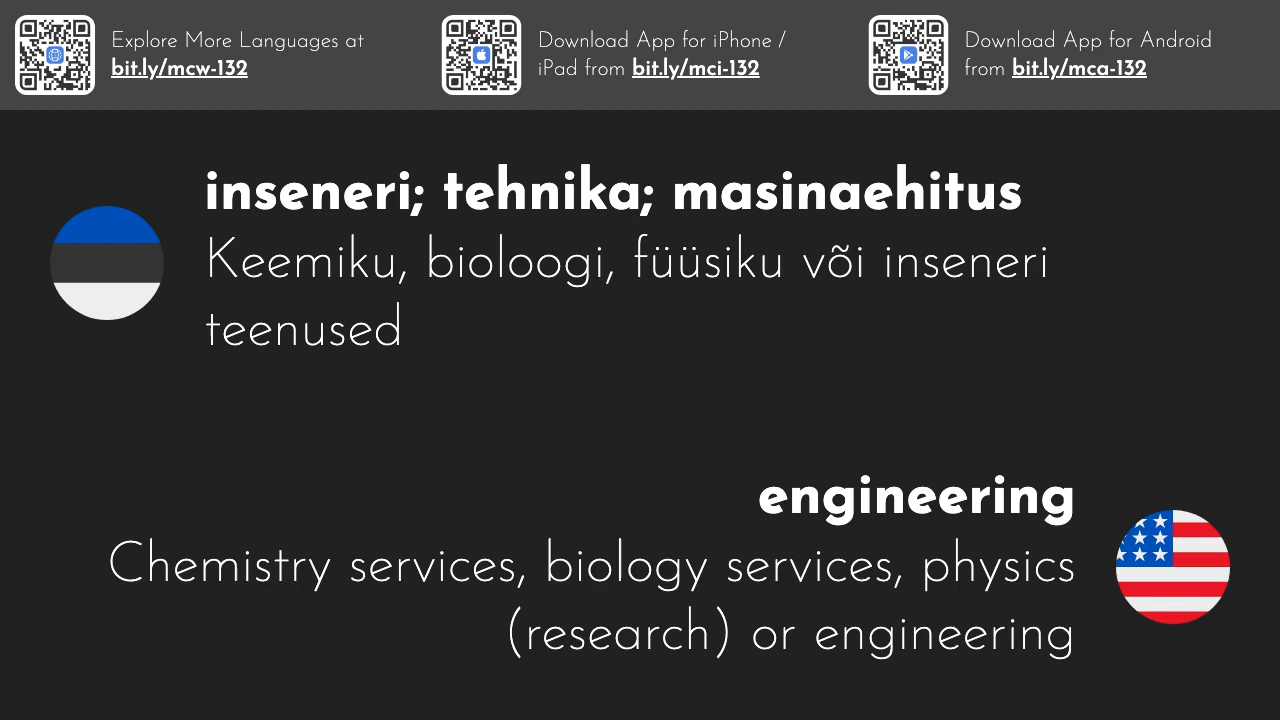 Explore More Languages at
bit.ly/mcw-132
Download App for iPhone /
iPad from bit.ly/mci-132
Download App for Android
from bit.ly/mca-132
inseneri; tehnika; masinaehitus
Keemiku, bioloogi, füüsiku või inseneri
teenused
engineering
Chemistry services, biology services, physics
(research) or engineering